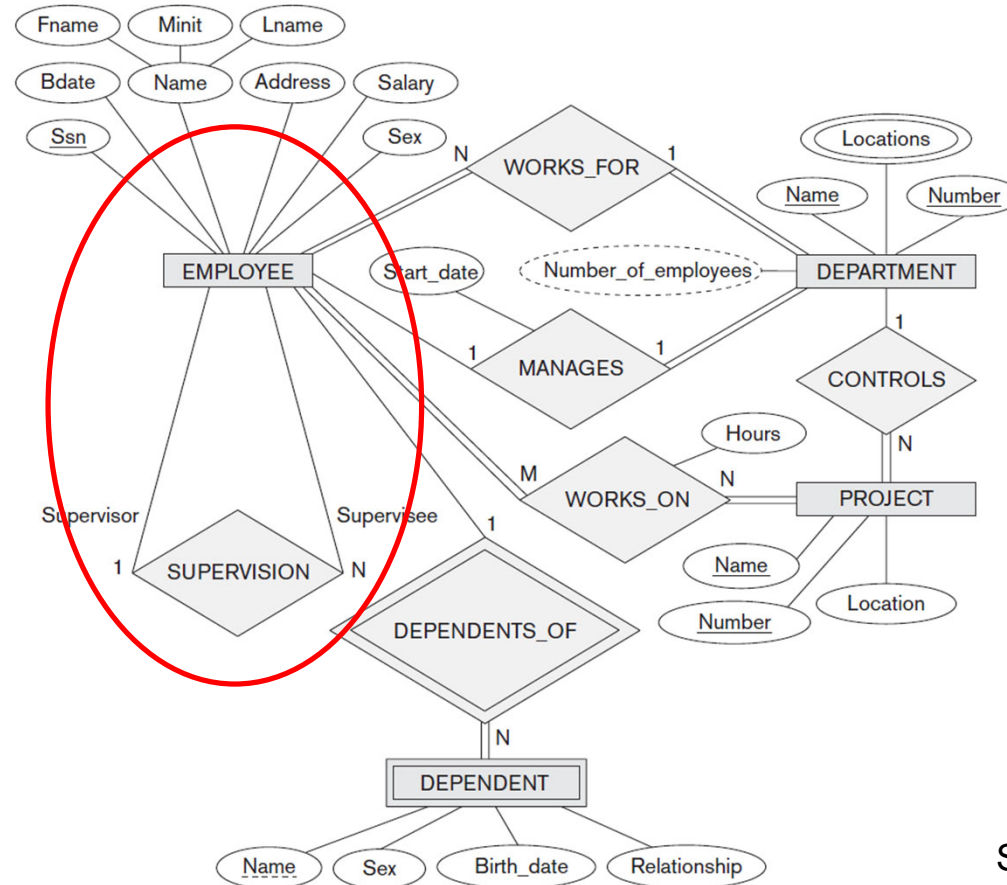 Fname Minit Lname
Bdate Name Address Salary
Ssn Sex
N WORKS_FOR 1
Locations
Name Number
EMPLOYEE Start_date Number_of_employees DEPARTMENT
1 MANAGES 1
1
CONTROLS
N
Hours
M WORKS_ON N PROJECT
Supervisor Supervisee
1 SUPERVISION N
1
Name
Number Location
DEPENDENTS_OF
N
DEPENDENT
Name Sex Birth_date Relationship
S